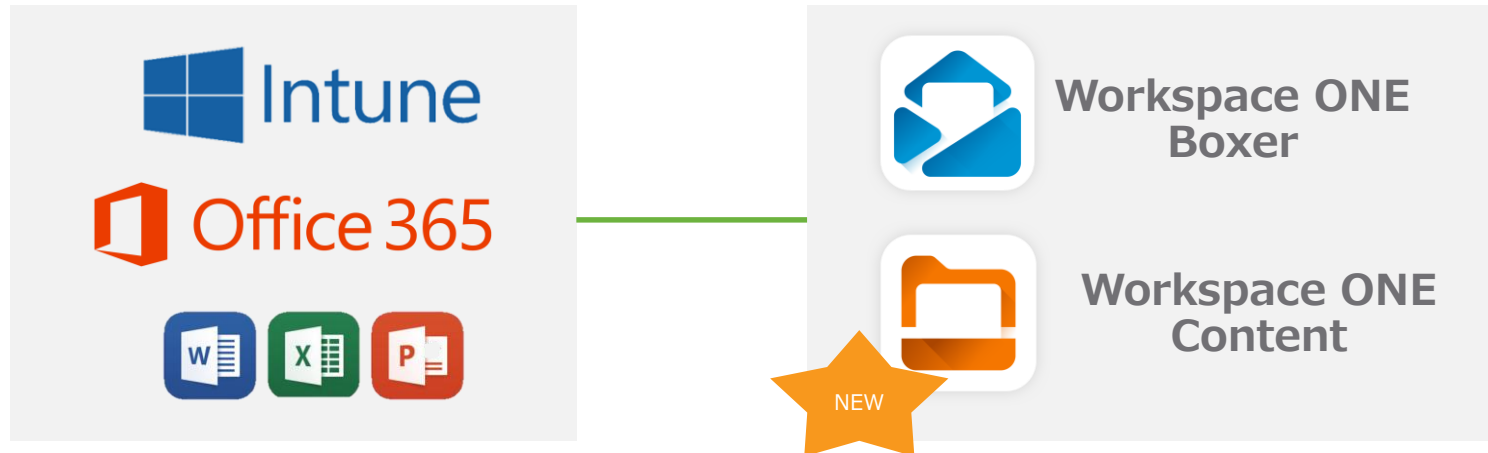 Intune
Office 365
W
X
P
Workspace ONE
Boxer
Workspace ONE
Content
NEW